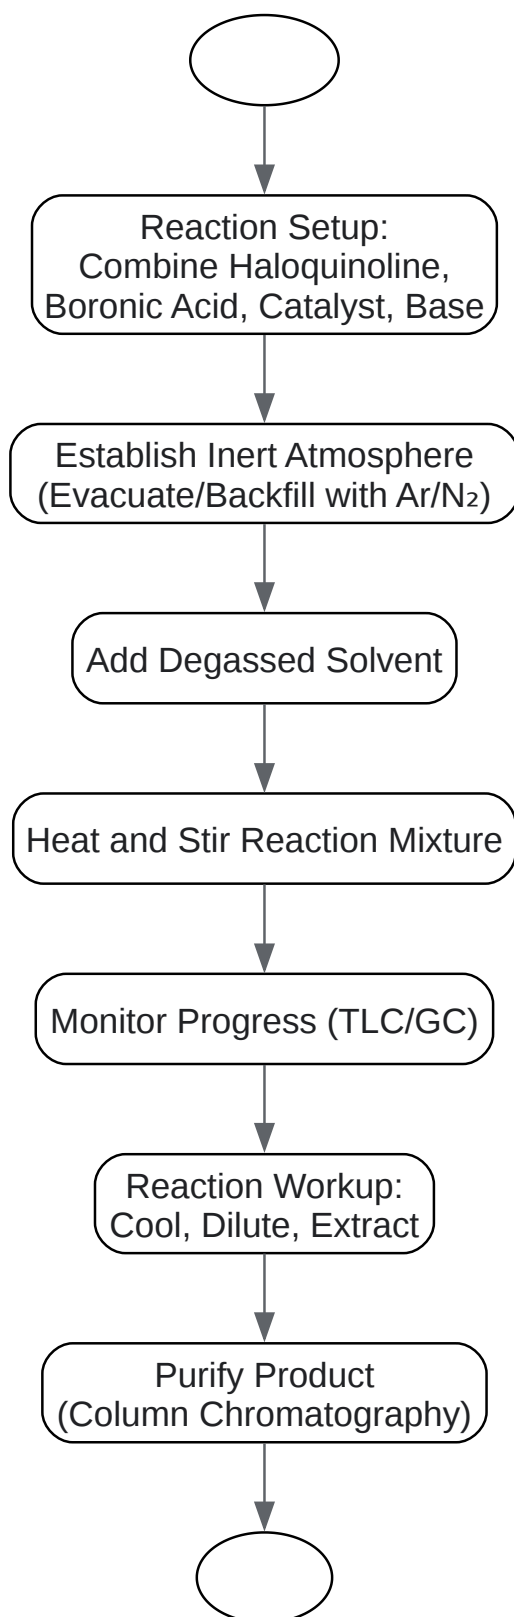 Reaction Setup:
Combine Haloquinoline,
Boronic Acid, Catalyst, Base
Establish Inert Atmosphere
(Evacuate/Backfill with Ar/N₂)
Add Degassed Solvent
Heat and Stir Reaction Mixture
Monitor Progress (TLC/GC)
Reaction Workup:
Cool, Dilute, Extract
Purify Product
(Column Chromatography)